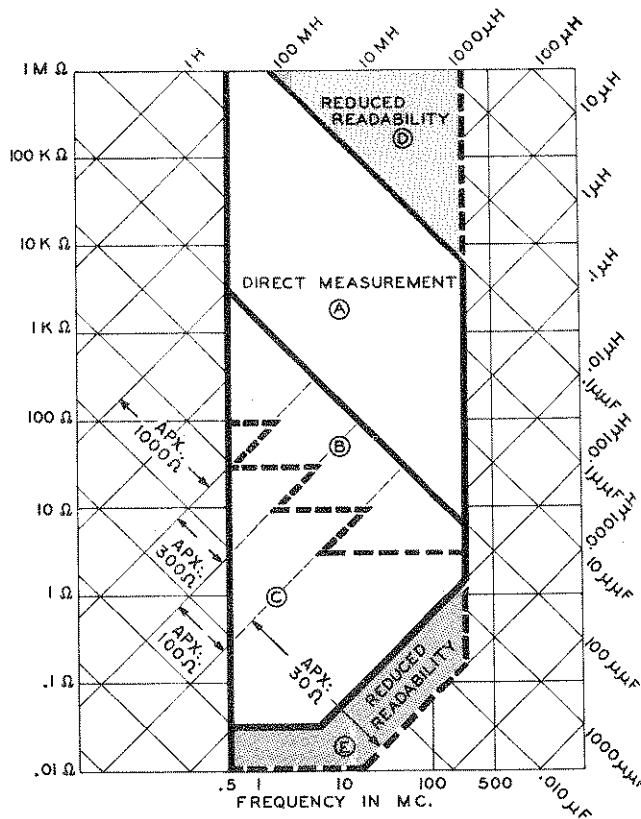 1 H
100 MH
10 MH
1000 µH
100 µH
10 µH
1 µH
.1 µH
.01 µH
.1 µµF
.001 µH
1 µµF
.0001 µH
10 µµF
100 µµF
1000 µµF
.010 µF
1 M Ω
100 K Ω
10 K Ω
1 K Ω
100 Ω
10 Ω
1 Ω
.1 Ω
.01 Ω
REDUCED
READABILITY
D
DIRECT MEASUREMENT
A
B
C
APX.
1000 Ω
APX.
300 Ω
APX.
100 Ω
APX.
30 Ω
REDUCED
READABILITY
E
.5 1 10 100 500
FREQUENCY IN MC.